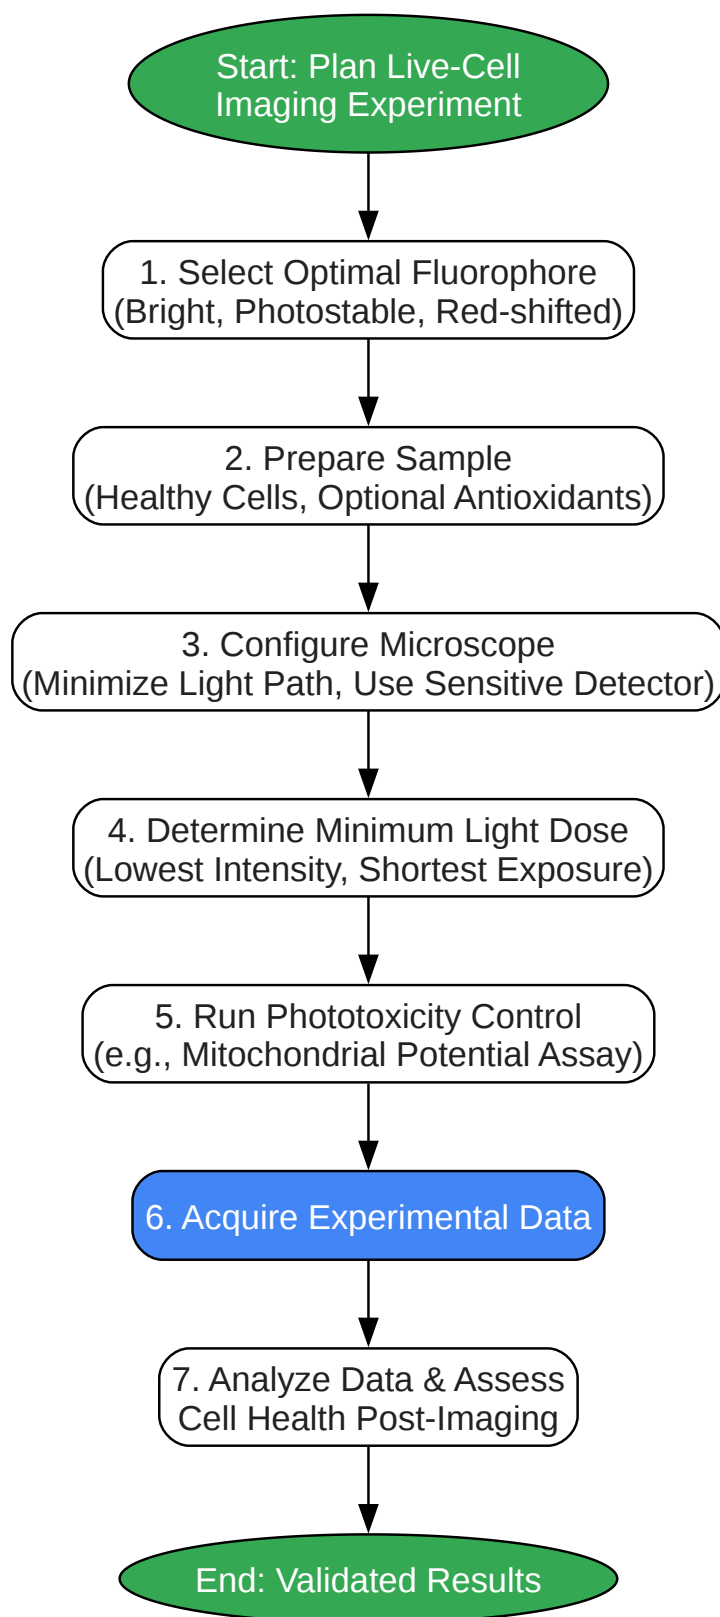 Start: Plan Live-Cell
Imaging Experiment
1. Select Optimal Fluorophore
(Bright, Photostable, Red-shifted)
2. Prepare Sample
(Healthy Cells, Optional Antioxidants)
3. Configure Microscope
(Minimize Light Path, Use Sensitive Detector)
4. Determine Minimum Light Dose
(Lowest Intensity, Shortest Exposure)
5. Run Phototoxicity Control
(e.g., Mitochondrial Potential Assay)
6. Acquire Experimental Data
7. Analyze Data & Assess
Cell Health Post-Imaging
End: Validated Results